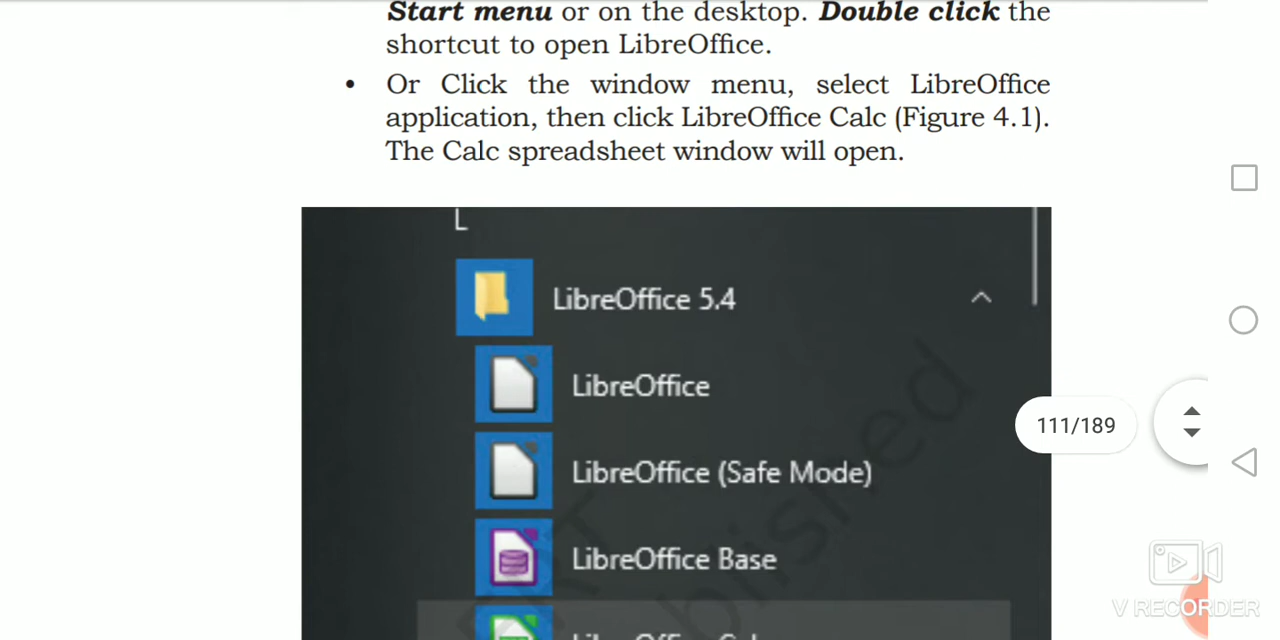 Start menu or on the desktop. Double click the
shortcut to open LibreOffice.
• Or Click the window menu, select LibreOffice
application, then click LibreOffice Calc (Figure 4.1).
The Calc spreadsheet window will open.
L
LibreOffice 5.4
LibreOffice
LibreOffice (Safe Mode)
LibreOffice Base
111/189
V RECORDER